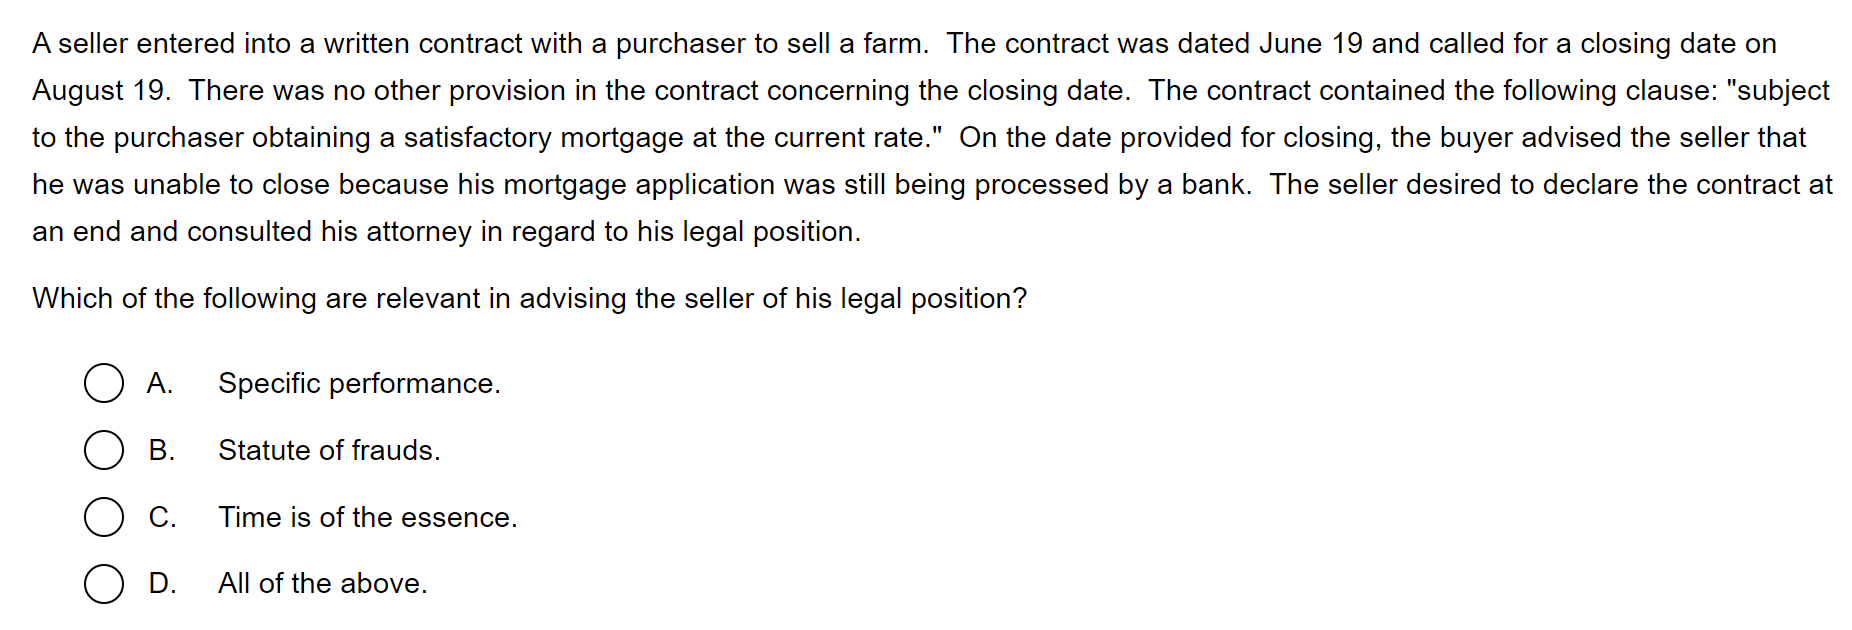 A seller entered into a written contract with a purchaser to sell a farm.  The contract was dated June 19 and called for a closing date on
August 19.  There was no other provision in the contract concerning the closing date.  The contract contained the following clause: "subject
to the purchaser obtaining a satisfactory mortgage at the current rate."  On the date provided for closing, the buyer advised the seller that
he was unable to close because his mortgage application was still being processed by a bank.  The seller desired to declare the contract at
an end and consulted his attorney in regard to his legal position.
Which of the following are relevant in advising the seller of his legal position?
A. Specific performance.
B. Statute of frauds.
C. Time is of the essence.
D. All of the above.